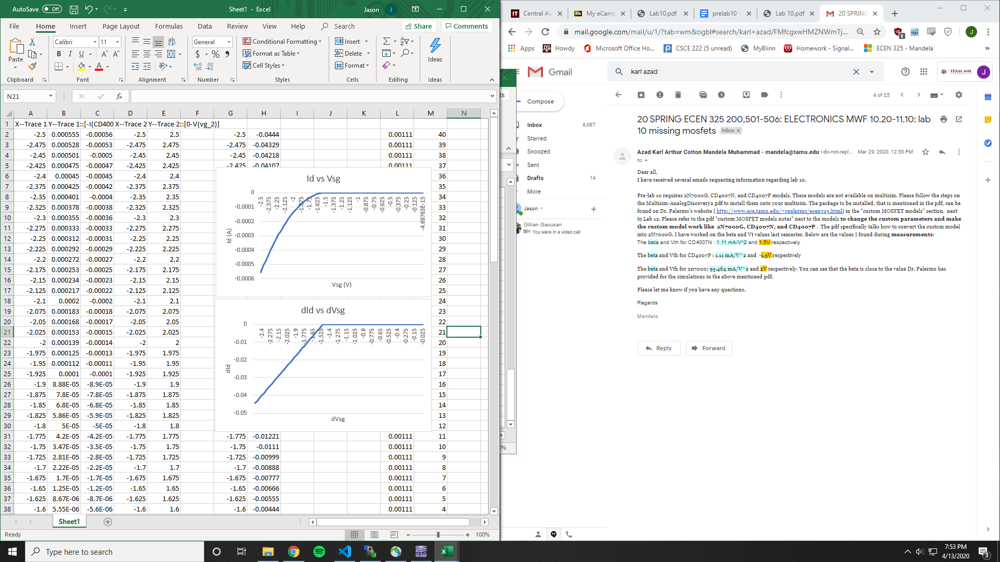 AutoSave Off Sheet1 - Excel Jason J
File Home Insert Page Layout Formulas Data Review View Help Search Share Comments
Paste Calibri 11 General Conditional Formatting Insert
B I U $ % Format as Table Delete
Cell Styles Format Ideas
Clipboard Font Alignment Number Styles Cells Editing Ideas
N21 fx
A B C D E F G H I J K L M N
1 X--Trace 1 Y--Trace 1::[-I(CD400 X--Trace 2 Y--Trace 2::[0-V(vg_2)]
2 -2.5 0.000555 -0.00056 -2.5 2.5 -2.5 -0.0444 0.00111 40
3 -2.475 0.000528 -0.00053 -2.475 2.475 -2.475 -0.04329 0.00111 39
4 -2.45 0.000501 -0.0005 -2.45 2.45 -2.45 -0.04218 0.00111 38
5 -2.425 0.000475 -0.00047 -2.425 2.425 -2.425 -0.04107 0.00111 37
6 -2.4 0.00045 -0.00045 -2.4 2.4 36
7 -2.375 0.000425 -0.00042 -2.375 2.375 35
8 -2.35 0.000401 -0.0004 -2.35 2.35 34
9 -2.325 0.000378 -0.00038 -2.325 2.325 33
10 -2.3 0.000355 -0.00036 -2.3 2.3 32
11 -2.275 0.000333 -0.00033 -2.275 2.275 31
12 -2.25 0.000312 -0.00031 -2.25 2.25 30
13 -2.225 0.000292 -0.00029 -2.225 2.225 29
14 -2.2 0.000272 -0.00027 -2.2 2.2 28
15 -2.175 0.000253 -0.00025 -2.175 2.175 27
16 -2.15 0.000234 -0.00023 -2.15 2.15 26
17 -2.125 0.000217 -0.00022 -2.125 2.125 25
18 -2.1 0.0002 -0.0002 -2.1 2.1 24
19 -2.075 0.000183 -0.00018 -2.075 2.075 23
20 -2.05 0.000168 -0.00017 -2.05 2.05 22
21 -2.025 0.000153 -0.00015 -2.025 2.025 21
22 -2 0.000139 -0.00014 -2 2 20
23 -1.975 0.000125 -0.00013 -1.975 1.975 19
24 -1.95 0.000112 -0.00011 -1.95 1.95 18
25 -1.925 0.0001 -0.0001 -1.925 1.925 17
26 -1.9 8.88E-05 -8.9E-05 -1.9 1.9 16
27 -1.875 7.8E-05 -7.8E-05 -1.875 1.875 15
28 -1.85 6.8E-05 -6.8E-05 -1.85 1.85 14
29 -1.825 5.86E-05 -5.9E-05 -1.825 1.825 13
30 -1.8 5E-05 -5E-05 -1.8 1.8 12
31 -1.775 4.2E-05 -4.2E-05 -1.775 1.775 -1.775 -0.01221 0.00111 11
32 -1.75 3.47E-05 -3.5E-05 -1.75 1.75 -1.75 -0.0111 0.00111 10
33 -1.725 2.81E-05 -2.8E-05 -1.725 1.725 -1.725 -0.00999 0.00111 9
34 -1.7 2.22E-05 -2.2E-05 -1.7 1.7 -1.7 -0.00888 0.00111 8
35 -1.675 1.7E-05 -1.7E-05 -1.675 1.675 -1.675 -0.00777 0.00111 7
36 -1.65 1.25E-05 -1.2E-05 -1.65 1.65 -1.65 -0.00666 0.00111 6
37 -1.625 8.67E-06 -8.7E-06 -1.625 1.625 -1.625 -0.00555 0.00111 5
38 -1.6 5.55E-06 -5.6E-06 -1.6 1.6 -1.6 -0.00444 0.00111 4
Id vs Vsg
0
-0.0001
-0.0002
-0.0003
-0.0004
-0.0005
-0.0006
Id (A)
-2.5 -2.375 -2.25 -2.125 -2 -1.875 -1.75 -1.625 -1.5 -1.375 -1.25 -1.125 -1 -0.875 -0.75 -0.625 -0.5 -0.375 -0.25 -0.125 -4.69763E-15
Vsg (V)
dId vs dVsg
0
-0.01
-0.02
-0.03
-0.04
-0.05
dId
-2.4 -2.275 -2.15 -2.025 -1.9 -1.775 -1.65 -1.525 -1.4 -1.275 -1.15 -1.025 -0.9 -0.775 -0.65 -0.525 -0.4 -0.275 -0.15 -0.025
dVsg
Sheet1
Ready 100%
Central Au My eCamp Lab10.pdf prelab10 - Lab 10.pdf 20 SPRING
mail.google.com/mail/u/1/?tab=wm&ogbl#search/karl+azad/FMfcgxwHMZNWmTj... J
Apps Howdy Microsoft Office Ho... CSCE 222 (5 unread) MyBlinn Homework - Signal... ECEN 325 - Mandela »
Gmail karl azad TEXAS A&M UNIVERSITY J
ts
Compose 4 of 25
Inbox 6,087
Starred
Snoozed
Sent
Drafts 14
More
Jason
Gillian Gacusan
You were in a video call
0%
20 SPRING ECEN 325 200,501-506: ELECTRONICS MWF 10.20-11.10: lab
10 missing mosfets Inbox
Azad Karl Arthur Cotton Mandela Muhammad - mandela@tamu.edu <do-not-repl... Mar 29, 2020, 12:55 PM
to
Dear all,
I have received several emails requesting information regarding lab 10.
Pre-lab 10 requires 2N7000G, CD4007N, and CD4007P models. These models are not available on multisim. Please follow the steps on
the Multisim-AnalogDiscovery2 pdf to install them onto your multisim. The package to be installed, that is mentioned in the pdf, can be
found on Dr. Palermo's website ( http://www.ece.tamu.edu/~spalermo/ecen325.html) in the "custom MOSFET models" section, next
to Lab 12. Please refer to the pdf "custom MOSFET models notes" next to the models to change the custom parameters and make
the custom model work like 2N7000G, CD4007N, and CD4007P . The pdf specifically talks how to convert the custom model
into 2N7000G. I have worked on the beta and Vt values last semester. Below are the values I found during measurements:
The beta and Vth for CD4007N : 1.11 mA/V^2 and 1.5V respectively
The beta and Vth for CD4007P : 1.11 mA/V^2 and -1.5V respectively
The beta and Vth for 2n7000: 95.464 mA/V^2 and 2V respectively. You can see that the beta is close to the value Dr. Palermo has
provided for the simulations in the above mentioned pdf.
Please let me know if you have any questions.
Regards
Mandela
Reply Forward
Type here to search
7:53 PM
4/13/2020
3